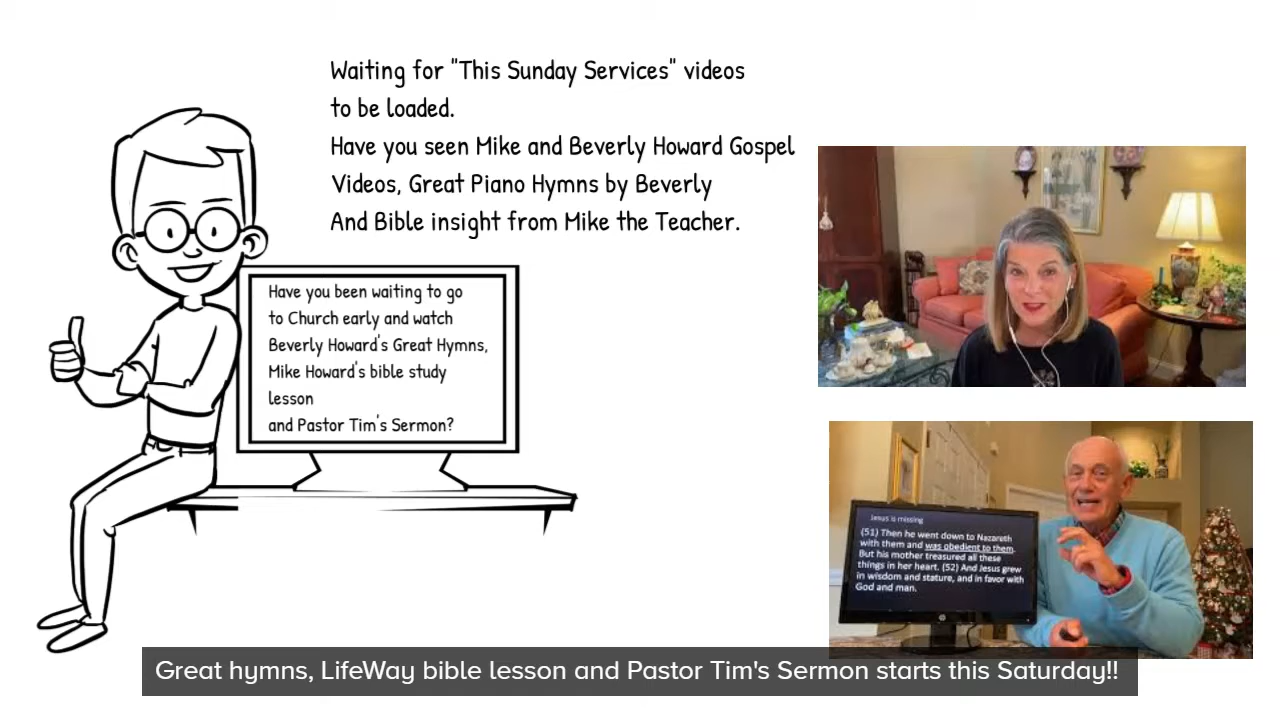 Waiting for "This Sunday Services" videos
to be loaded.
Have you seen Mike and Beverly Howard Gospel
Videos, Great Piano Hymns by Beverly
And Bible insight from Mike the Teacher.
Have you been waiting to go
to Church early and watch
Beverly Howard's Great Hymns,
Mike Howard's bible study
lesson
and Pastor Tim's Sermon?
Jesus is missing
(51) Then he went down to Nazareth
with them and was obedient to them.
But his mother treasured all these
things in her heart. (52) And Jesus grew
in wisdom and stature, and in favor with
God and man.
hp
Great hymns, LifeWay bible lesson and Pastor Tim's Sermon starts this Saturday!!